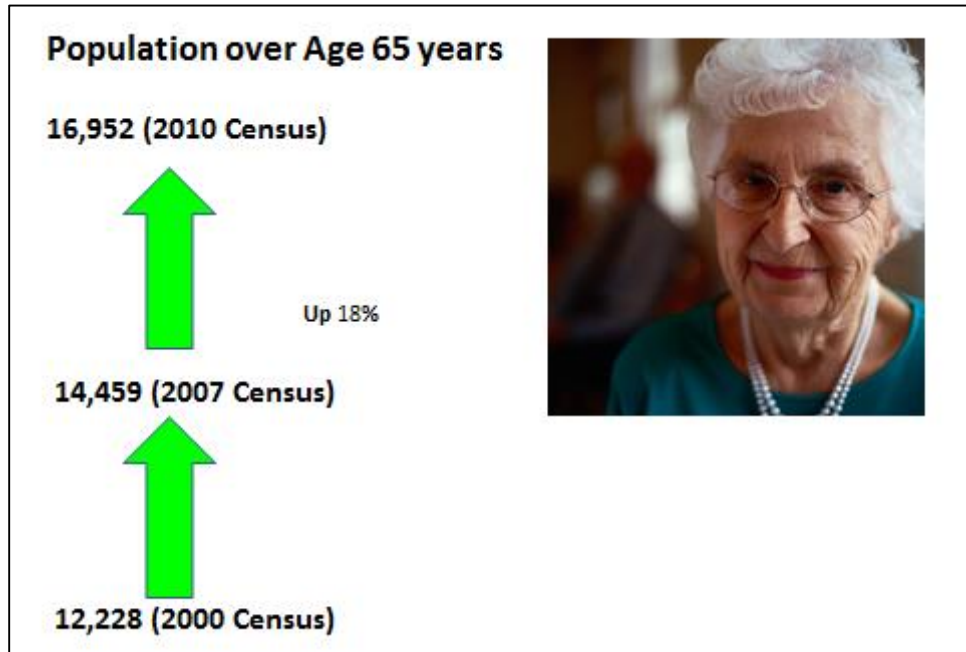 Population over Age 65 years
16,952 (2010 Census)
Up 18%
14,459 (2007 Census)
12,228 (2000 Census)